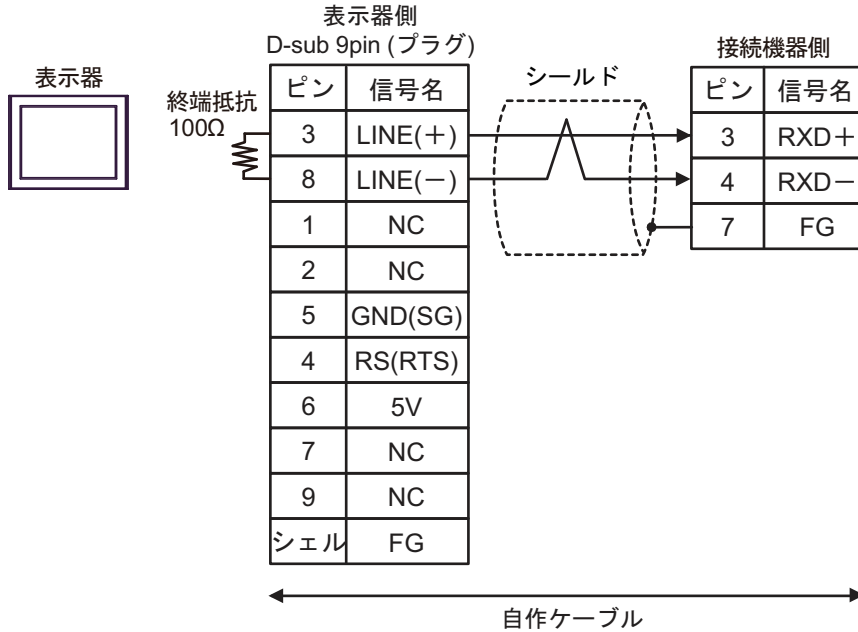 表示器側
D-sub 9pin (プラグ)
表示器
終端抵抗
100Ω
ピン 信号名
3 LINE(＋)
8 LINE(－)
1 NC
2 NC
5 GND(SG)
4 RS(RTS)
6 5V
7 NC
9 NC
シェル FG
シールド
接続機器側
ピン 信号名
3 RXD＋
4 RXD－
7 FG
自作ケーブル